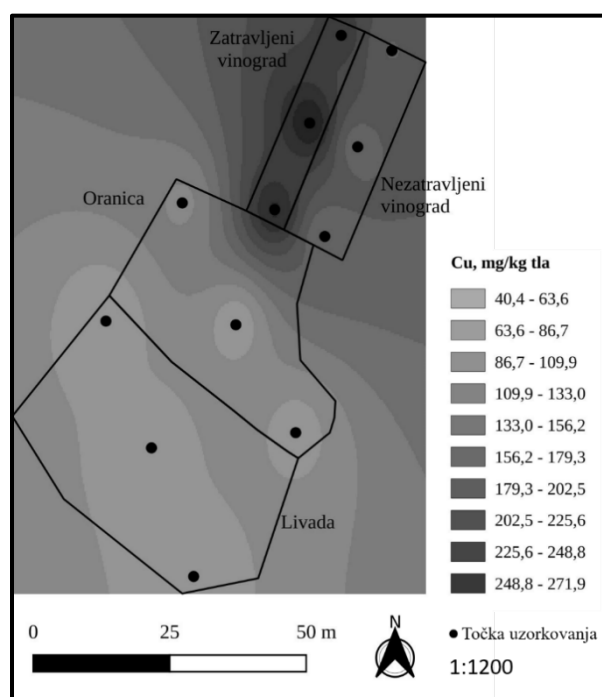 Zatravljeni
vinograd
Oranica
Nezatravljeni
vinograd
Livada
Cu, mg/kg tla
40,4 - 63,6
63,6 - 86,7
86,7 - 109,9
109,9 - 133,0
133,0 - 156,2
156,2 - 179,3
179,3 - 202,5
202,5 - 225,6
225,6 - 248,8
248,8 - 271,9
0 25 50 m
N
Točka uzorkovanja
1:1200